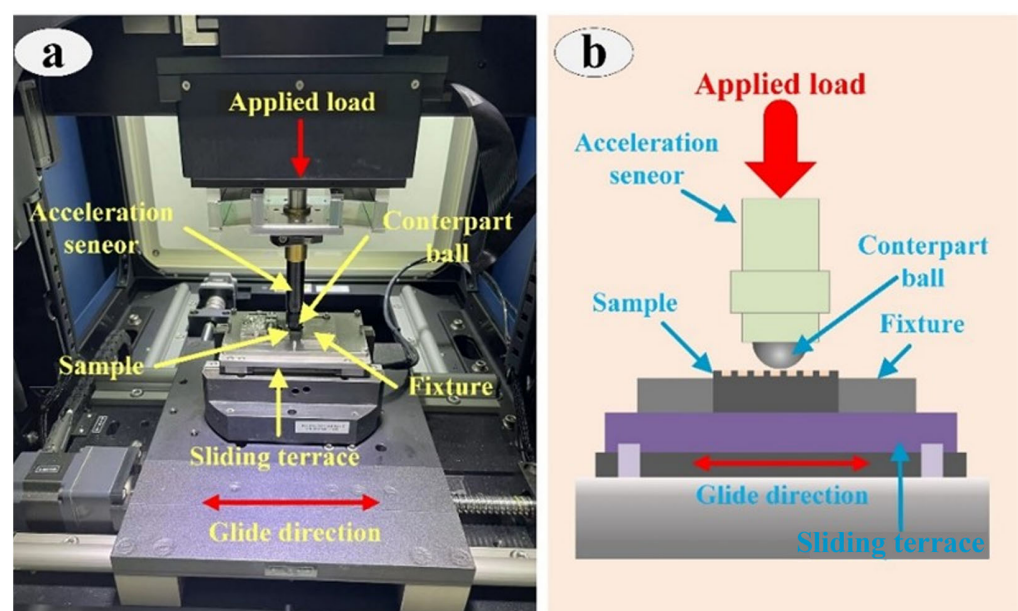 a
Applied load
Acceleration
seneor
Conterpart
ball
Sample
Fixture
Sliding terrace
Glide direction
b
Applied load
Acceleration
seneor
Conterpart
ball
Sample
Fixture
Glide direction
Sliding terrace